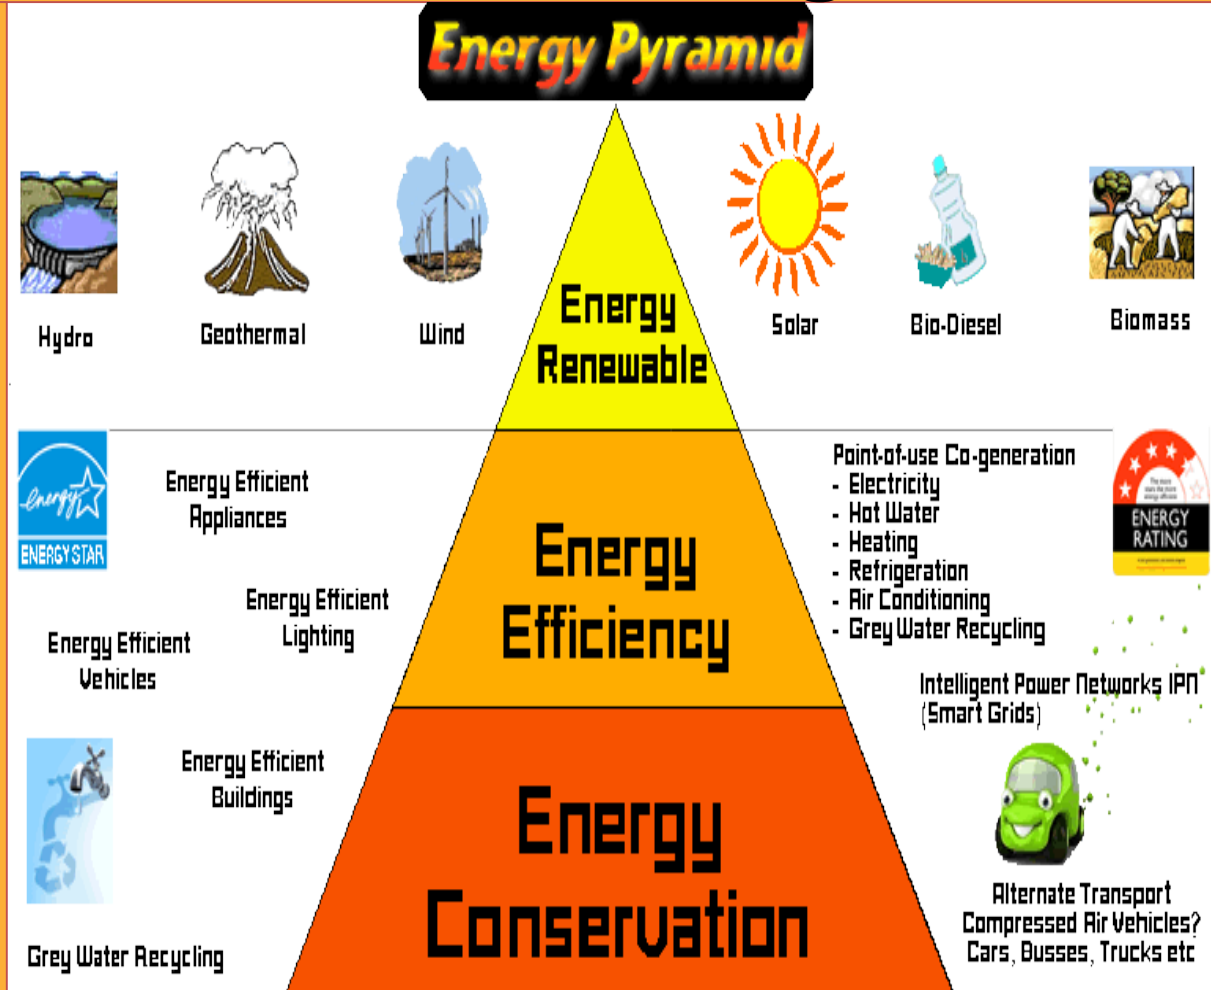 Energy Pyramid
Hydro
Geothermal
Wind
Solar
Bio-Diesel
Biomass
Energy
Renewable
energy
ENERGY STAR
Energy Efficient
Appliances
Energy Efficient
Lighting
Energy Efficient
Vehicles
Energy
Efficiency
Point-of-use Co-generation
- Electricity
- Hot Water
- Heating
- Refrigeration
- Air Conditioning
- Grey Water Recycling
ENERGY
RATING
Intelligent Power Networks IPN
(Smart Grids)
Energy Efficient
Buildings
Grey Water Recycling
Energy
Conservation
Alternate Transport
Compressed Air Vehicles?
Cars, Busses, Trucks etc